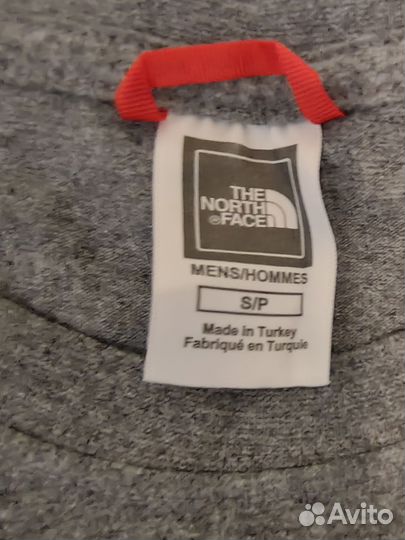 THE
NORTH
®FACE
MENS/HOMMES
S/P
Made in Turkey
Fabriqué en Turquie
Avito